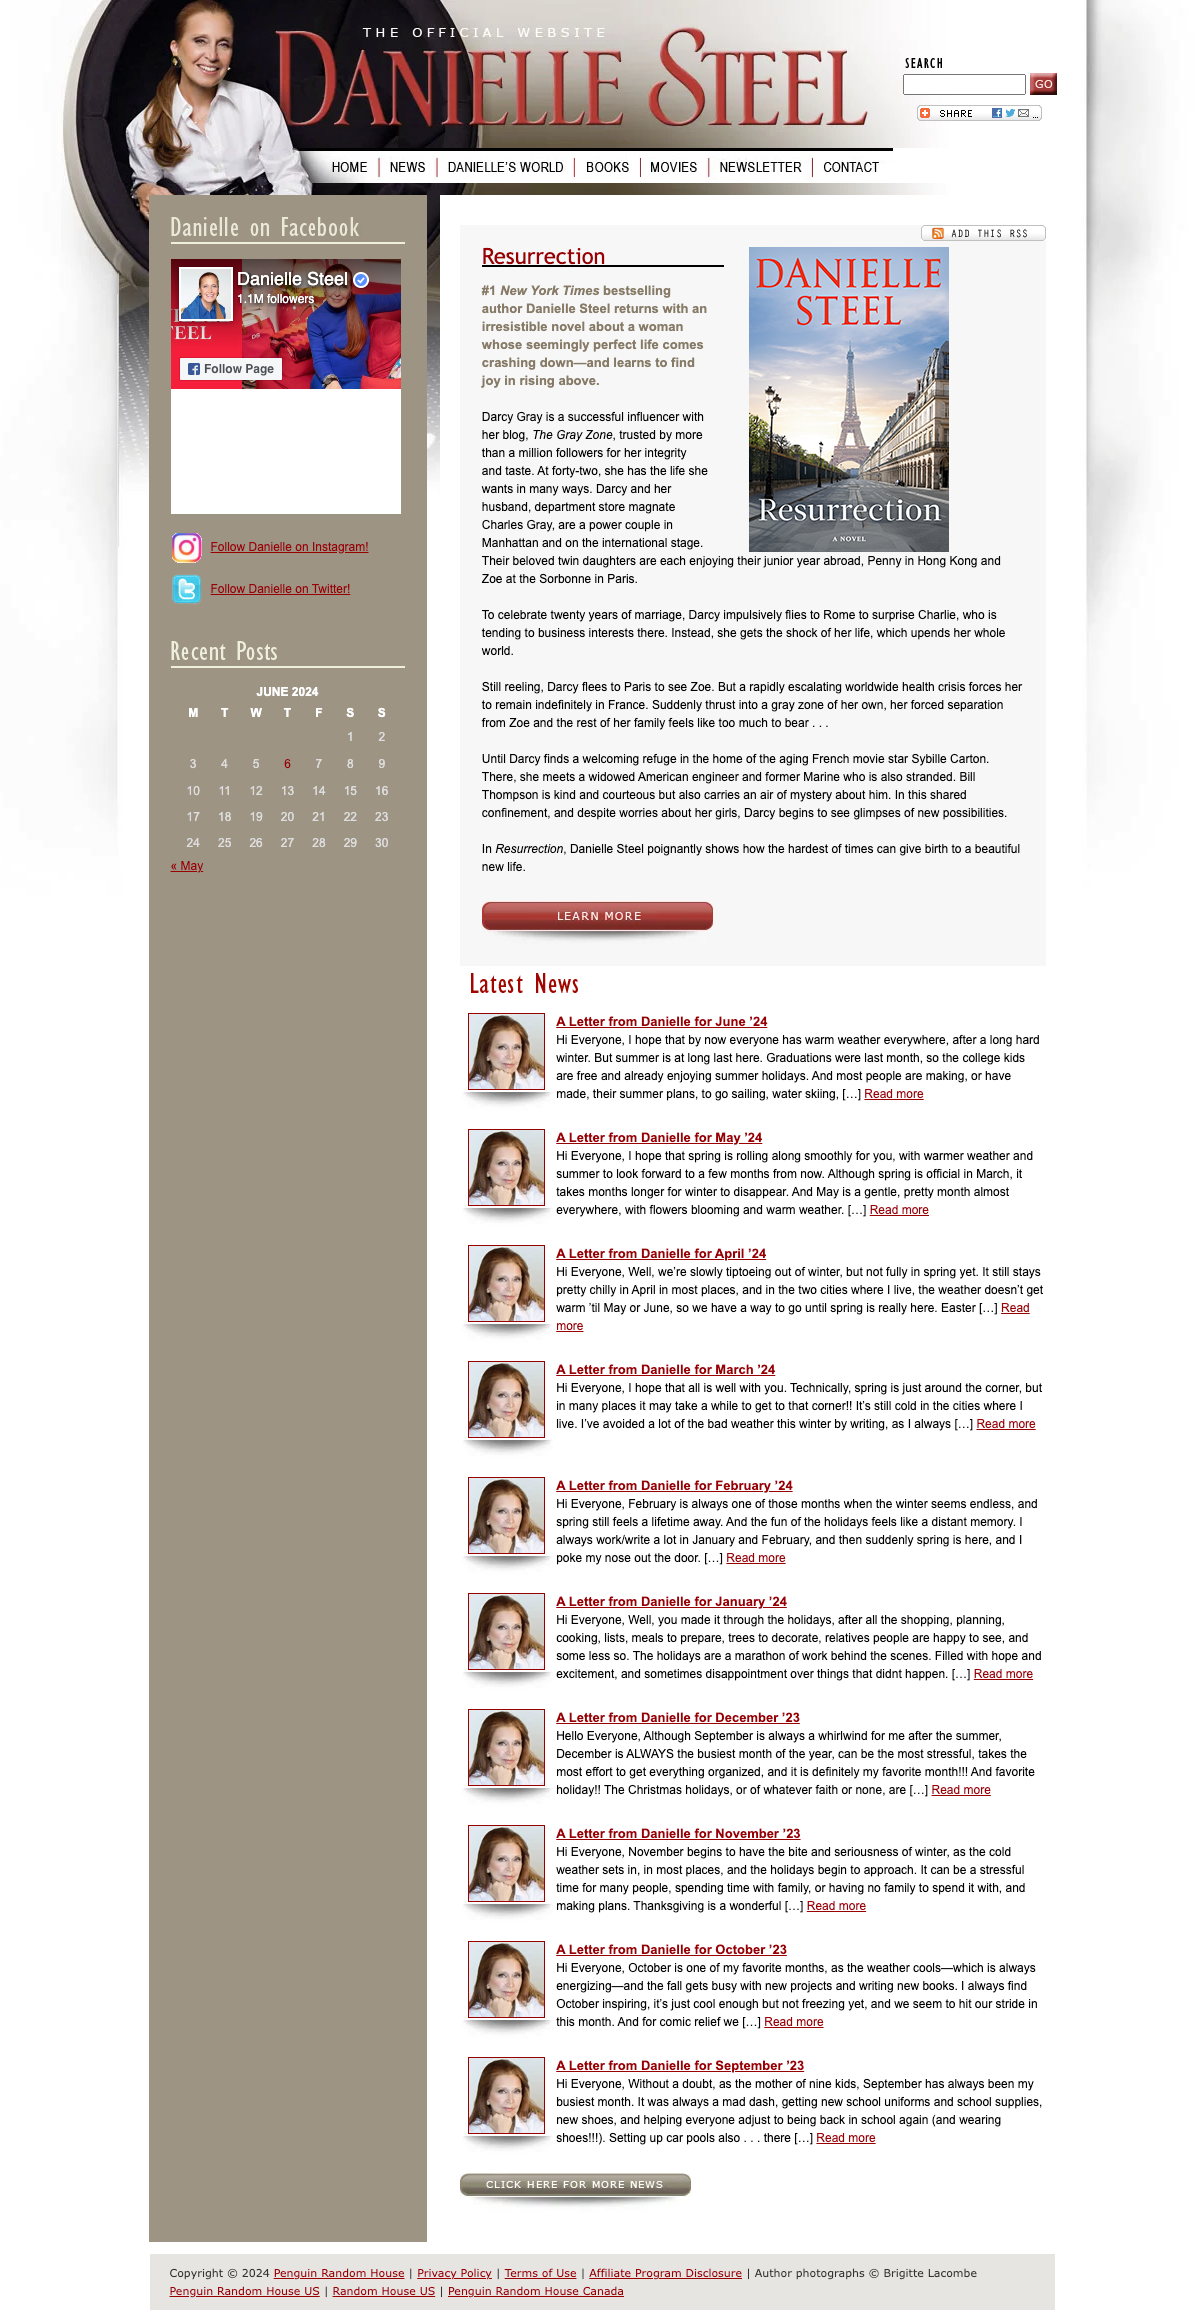 THE OFFICIAL WEBSITE
DANIELLE STEEL
SEARCH
GO
SHARE
...
HOME | NEWS | DANIELLE'S WORLD | BOOKS | MOVIES | NEWSLETTER | CONTACT
Danielle on Facebook
Danielle Steel
1.1M followers
EEL
Follow Page
Follow Danielle on Instagram!
Follow Danielle on Twitter!
Recent Posts
JUNE 2024
M T W T F S S
1 2
3 4 5 6 7 8 9
10 11 12 13 14 15 16
17 18 19 20 21 22 23
24 25 26 27 28 29 30
« May
ADD THIS RSS
Resurrection
#1 New York Times bestselling
author Danielle Steel returns with an
irresistible novel about a woman
whose seemingly perfect life comes
crashing down—and learns to find
joy in rising above.
DANIELLE
STEEL
Resurrection
A NOVEL
Darcy Gray is a successful influencer with
her blog, The Gray Zone, trusted by more
than a million followers for her integrity
and taste. At forty-two, she has the life she
wants in many ways. Darcy and her
husband, department store magnate
Charles Gray, are a power couple in
Manhattan and on the international stage.
Their beloved twin daughters are each enjoying their junior year abroad, Penny in Hong Kong and
Zoe at the Sorbonne in Paris.
To celebrate twenty years of marriage, Darcy impulsively flies to Rome to surprise Charlie, who is
tending to business interests there. Instead, she gets the shock of her life, which upends her whole
world.
Still reeling, Darcy flees to Paris to see Zoe. But a rapidly escalating worldwide health crisis forces her
to remain indefinitely in France. Suddenly thrust into a gray zone of her own, her forced separation
from Zoe and the rest of her family feels like too much to bear . . .
Until Darcy finds a welcoming refuge in the home of the aging French movie star Sybille Carton.
There, she meets a widowed American engineer and former Marine who is also stranded. Bill
Thompson is kind and courteous but also carries an air of mystery about him. In this shared
confinement, and despite worries about her girls, Darcy begins to see glimpses of new possibilities.
In Resurrection, Danielle Steel poignantly shows how the hardest of times can give birth to a beautiful
new life.
LEARN MORE
Latest News
A Letter from Danielle for June ’24
Hi Everyone, I hope that by now everyone has warm weather everywhere, after a long hard
winter. But summer is at long last here. Graduations were last month, so the college kids
are free and already enjoying summer holidays. And most people are making, or have
made, their summer plans, to go sailing, water skiing, […] Read more
A Letter from Danielle for May ’24
Hi Everyone, I hope that spring is rolling along smoothly for you, with warmer weather and
summer to look forward to a few months from now. Although spring is official in March, it
takes months longer for winter to disappear. And May is a gentle, pretty month almost
everywhere, with flowers blooming and warm weather. […] Read more
A Letter from Danielle for April ’24
Hi Everyone, Well, we’re slowly tiptoeing out of winter, but not fully in spring yet. It still stays
pretty chilly in April in most places, and in the two cities where I live, the weather doesn’t get
warm ’til May or June, so we have a way to go until spring is really here. Easter […] Read
more
A Letter from Danielle for March ’24
Hi Everyone, I hope that all is well with you. Technically, spring is just around the corner, but
in many places it may take a while to get to that corner!! It’s still cold in the cities where I
live. I’ve avoided a lot of the bad weather this winter by writing, as I always […] Read more
A Letter from Danielle for February ’24
Hi Everyone, February is always one of those months when the winter seems endless, and
spring still feels a lifetime away. And the fun of the holidays feels like a distant memory. I
always work/write a lot in January and February, and then suddenly spring is here, and I
poke my nose out the door. […] Read more
A Letter from Danielle for January ’24
Hi Everyone, Well, you made it through the holidays, after all the shopping, planning,
cooking, lists, meals to prepare, trees to decorate, relatives people are happy to see, and
some less so. The holidays are a marathon of work behind the scenes. Filled with hope and
excitement, and sometimes disappointment over things that didnt happen. […] Read more
A Letter from Danielle for December ’23
Hello Everyone, Although September is always a whirlwind for me after the summer,
December is ALWAYS the busiest month of the year, can be the most stressful, takes the
most effort to get everything organized, and it is definitely my favorite month!!! And favorite
holiday!! The Christmas holidays, or of whatever faith or none, are […] Read more
A Letter from Danielle for November ’23
Hi Everyone, November begins to have the bite and seriousness of winter, as the cold
weather sets in, in most places, and the holidays begin to approach. It can be a stressful
time for many people, spending time with family, or having no family to spend it with, and
making plans. Thanksgiving is a wonderful […] Read more
A Letter from Danielle for October ’23
Hi Everyone, October is one of my favorite months, as the weather cools—which is always
energizing—and the fall gets busy with new projects and writing new books. I always find
October inspiring, it’s just cool enough but not freezing yet, and we seem to hit our stride in
this month. And for comic relief we […] Read more
A Letter from Danielle for September ’23
Hi Everyone, Without a doubt, as the mother of nine kids, September has always been my
busiest month. It was always a mad dash, getting new school uniforms and school supplies,
new shoes, and helping everyone adjust to being back in school again (and wearing
shoes!!!). Setting up car pools also . . . there […] Read more
CLICK HERE FOR MORE NEWS
Copyright © 2024 Penguin Random House | Privacy Policy | Terms of Use | Affiliate Program Disclosure | Author photographs © Brigitte Lacombe
Penguin Random House US | Random House US | Penguin Random House Canada